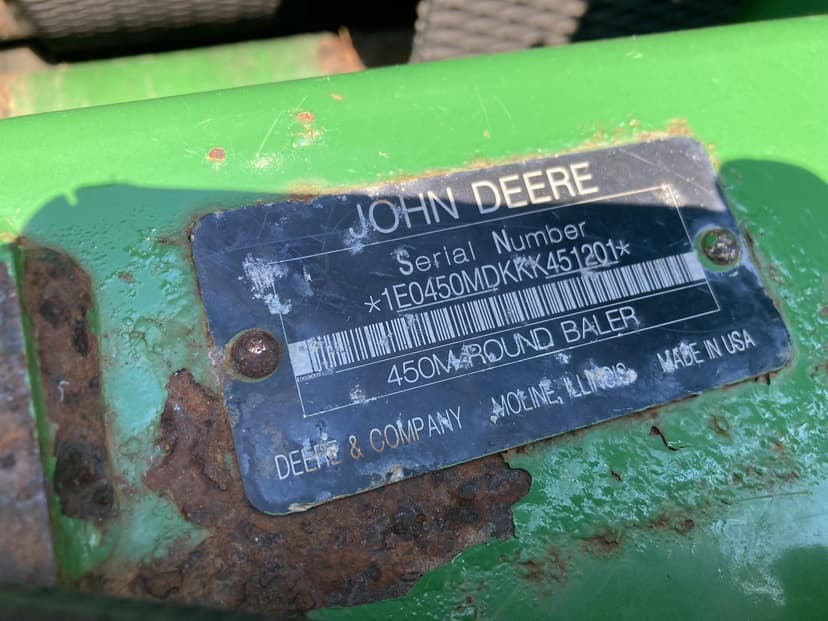 JOHN DEERE
Serial Number
*1E0450MDKKK451201*
450M ROUND BALER
DEERE & COMPANY MOLINE, ILLINOIS MADE IN USA